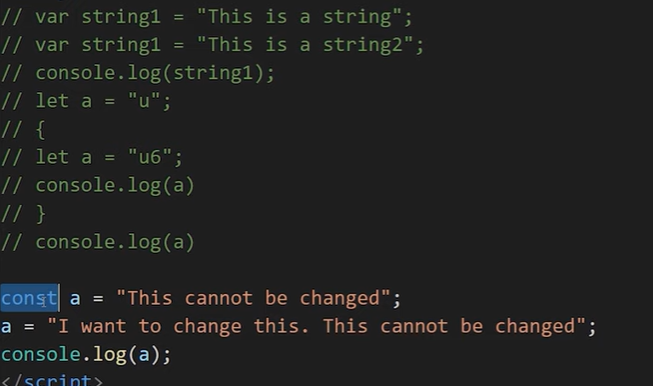 // var string1 = "This is a string";
// var string1 = "This is a string2";
// console.log(string1);
// let a = "u";
// {
// let a = "u6";
// console.log(a)
// }
// console.log(a)
const a = "This cannot be changed";
a = "I want to change this. This cannot be changed";
console.log(a);
</script>